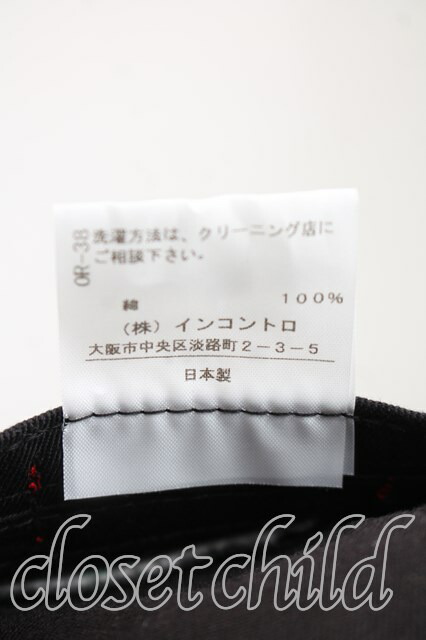 OR-38
洗濯方法は、クリーニング店に
ご相談下さい。
綿 100%
(株) インコントロ
大阪市中央区淡路町2-3-5
日本製
closet child